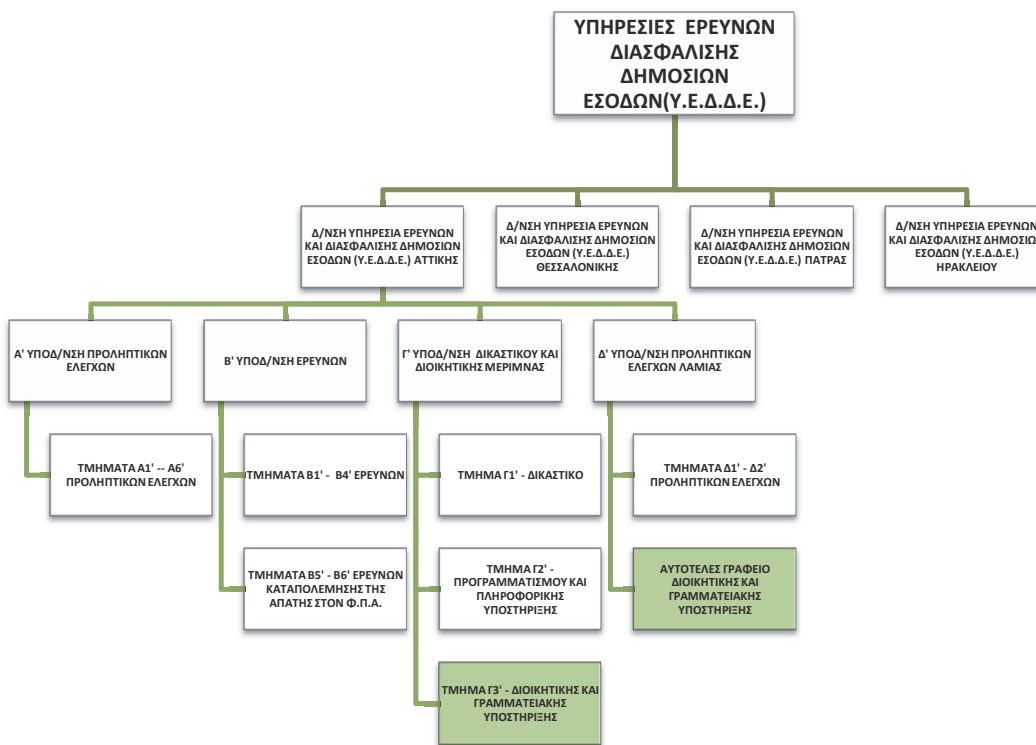 ΥΠΗΡΕΣΙΕΣ ΕΡΕΥΝΩΝ
ΔΙΑΣΦΑΛΙΣΗΣ
ΔΗΜΟΣΙΩΝ
ΕΣΟΔΩΝ(Υ.Ε.Δ.Δ.Ε.)
Δ/ΝΣΗ ΥΠΗΡΕΣΙΑ ΕΡΕΥΝΩΝ
ΚΑΙ ΔΙΑΣΦΑΛΙΣΗΣ ΔΗΜΟΣΙΩΝ
ΕΣΟΔΩΝ (Υ.Ε.Δ.Δ.Ε.) ΑΤΤΙΚΗΣ
Δ/ΝΣΗ ΥΠΗΡΕΣΙΑ ΕΡΕΥΝΩΝ
ΚΑΙ ΔΙΑΣΦΑΛΙΣΗΣ ΔΗΜΟΣΙΩΝ
ΕΣΟΔΩΝ (Υ.Ε.Δ.Δ.Ε.)
ΘΕΣΣΑΛΟΝΙΚΗΣ
Δ/ΝΣΗ ΥΠΗΡΕΣΙΑ ΕΡΕΥΝΩΝ
ΚΑΙ ΔΙΑΣΦΑΛΙΣΗΣ ΔΗΜΟΣΙΩΝ
ΕΣΟΔΩΝ (Υ.Ε.Δ.Δ.Ε.) ΠΑΤΡΑΣ
Δ/ΝΣΗ ΥΠΗΡΕΣΙΑ ΕΡΕΥΝΩΝ
ΚΑΙ ΔΙΑΣΦΑΛΙΣΗΣ ΔΗΜΟΣΙΩΝ
ΕΣΟΔΩΝ (Υ.Ε.Δ.Δ.Ε.)
ΗΡΑΚΛΕΙΟΥ
Α' ΥΠΟΔ/ΝΣΗ ΠΡΟΛΗΠΤΙΚΩΝ
ΕΛΕΓΧΩΝ
Β' ΥΠΟΔ/ΝΣΗ ΕΡΕΥΝΩΝ
Γ' ΥΠΟΔ/ΝΣΗ ΔΙΚΑΣΤΙΚΟΥ ΚΑΙ
ΔΙΟΙΚΗΤΙΚΗΣ ΜΕΡΙΜΝΑΣ
Δ' ΥΠΟΔ/ΝΣΗ ΠΡΟΛΗΠΤΙΚΩΝ
ΕΛΕΓΧΩΝ ΛΑΜΙΑΣ
ΤΜΗΜΑΤΑ Α1' -- Α6'
ΠΡΟΛΗΠΤΙΚΩΝ ΕΛΕΓΧΩΝ
ΤΜΗΜΑΤΑ Β1' - Β4' ΕΡΕΥΝΩΝ
ΤΜΗΜΑ Γ1' - ΔΙΚΑΣΤΙΚΟ
ΤΜΗΜΑΤΑ Δ1' - Δ2'
ΠΡΟΛΗΠΤΙΚΩΝ ΕΛΕΓΧΩΝ
ΤΜΗΜΑΤΑ Β5' - Β6' ΕΡΕΥΝΩΝ
ΚΑΤΑΠΟΛΕΜΗΣΗΣ ΤΗΣ
ΑΠΑΤΗΣ ΣΤΟΝ Φ.Π.Α.
ΤΜΗΜΑ Γ2' -
ΠΡΟΓΡΑΜΜΑΤΙΣΜΟΥ ΚΑΙ
ΠΛΗΡΟΦΟΡΙΚΗΣ
ΥΠΟΣΤΗΡΙΞΗΣ
ΑΥΤΟΤΕΛΕΣ ΓΡΑΦΕΙΟ
ΔΙΟΙΚΗΤΙΚΗΣ ΚΑΙ
ΓΡΑΜΜΑΤΕΙΑΚΗΣ
ΥΠΟΣΤΗΡΙΞΗΣ
ΤΜΗΜΑ Γ3' - ΔΙΟΙΚΗΤΙΚΗΣ ΚΑΙ
ΓΡΑΜΜΑΤΕΙΑΚΗΣ
ΥΠΟΣΤΗΡΙΞΗΣ